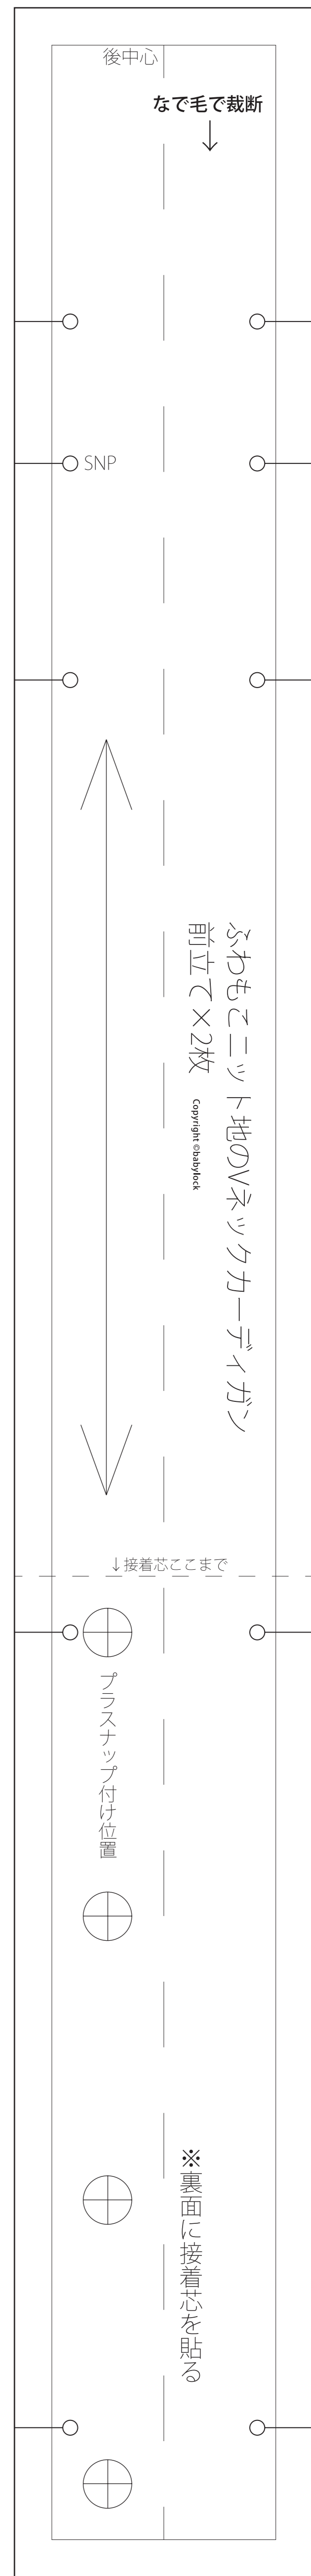 後中心
なで毛で裁断
↓
SNP
ふわもこニット地のVネックカーディガン
前立て×2枚
Copyright ©babylock
↓接着芯ここまで
プラスナップ付け位置
※裏面に接着芯を貼る